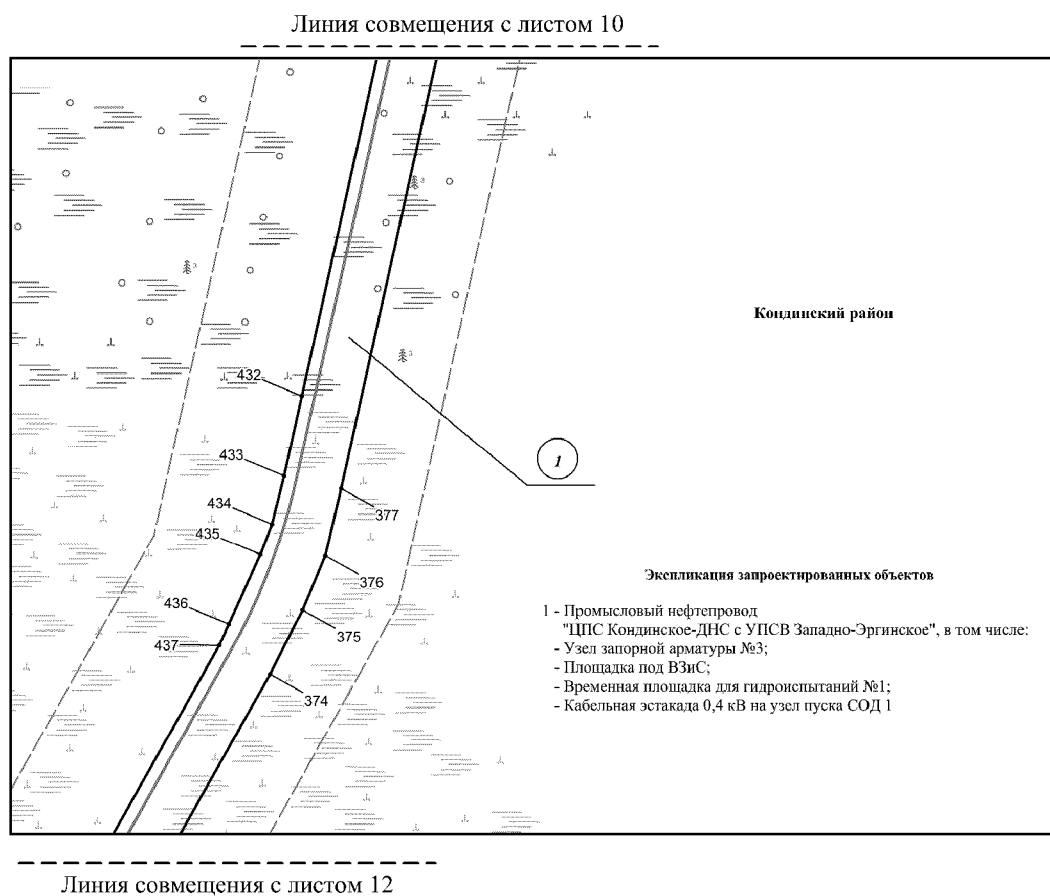 Линия совмещения с листом 10
Кондинский район
432
433
434
435
436
437
1
377
376
375
374
Экспликация запроектированных объектов
1 - Промысловый нефтепровод
"ЦПС Кондинское-ДНС с УПСВ Западно-Эргинское", в том числе:
- Узел запорной арматуры №3;
- Площадка под ВЗиС;
- Временная площадка для гидроиспытаний №1;
- Кабельная эстакада 0,4 кВ на узел пуска СОД 1
Линия совмещения с листом 12